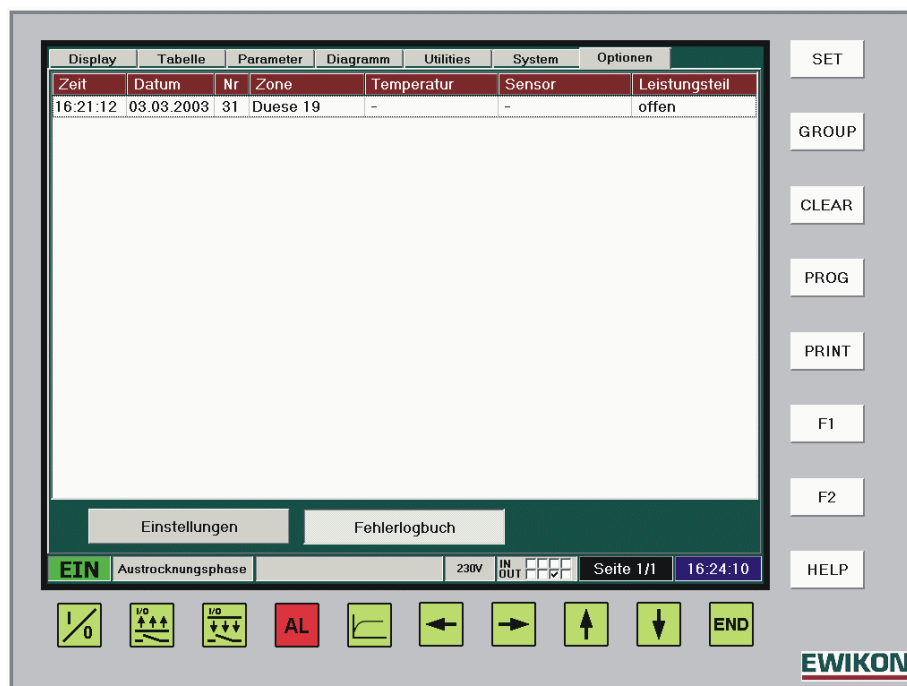 Display Tabelle Parameter Diagramm Utilities System Optionen
Zeit Datum Nr Zone Temperatur Sensor Leistungsteil
16:21:12 03.03.2003 31 Duese 19 - - offen
Einstellungen Fehlerlogbuch
EIN Austrocknungsphase 230V IN OUT Seite 1/1 16:24:10
SET
GROUP
CLEAR
PROG
PRINT
F1
F2
HELP
I/0 I/O I/O AL END
EWIKON